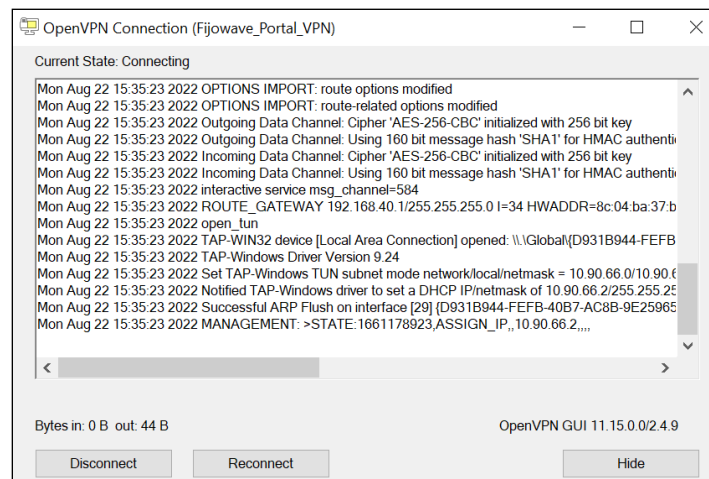 OpenVPN Connection (Fijowave_Portal_VPN)
Current State: Connecting
Mon Aug 22 15:35:23 2022 OPTIONS IMPORT: route options modified
Mon Aug 22 15:35:23 2022 OPTIONS IMPORT: route-related options modified
Mon Aug 22 15:35:23 2022 Outgoing Data Channel: Cipher 'AES-256-CBC' initialized with 256 bit key
Mon Aug 22 15:35:23 2022 Outgoing Data Channel: Using 160 bit message hash 'SHA1' for HMAC authenti
Mon Aug 22 15:35:23 2022 Incoming Data Channel: Cipher 'AES-256-CBC' initialized with 256 bit key
Mon Aug 22 15:35:23 2022 Incoming Data Channel: Using 160 bit message hash 'SHA1' for HMAC authenti
Mon Aug 22 15:35:23 2022 interactive service msg_channel=584
Mon Aug 22 15:35:23 2022 ROUTE_GATEWAY 192.168.40.1/255.255.255.0 I=34 HWADDR=8c:04:ba:37:b
Mon Aug 22 15:35:23 2022 open_tun
Mon Aug 22 15:35:23 2022 TAP-WIN32 device [Local Area Connection] opened: \\.\Global\{D931B944-FEFB
Mon Aug 22 15:35:23 2022 TAP-Windows Driver Version 9.24
Mon Aug 22 15:35:23 2022 Set TAP-Windows TUN subnet mode network/local/netmask = 10.90.66.0/10.90.6
Mon Aug 22 15:35:23 2022 Notified TAP-Windows driver to set a DHCP IP/netmask of 10.90.66.2/255.255.25
Mon Aug 22 15:35:23 2022 Successful ARP Flush on interface [29] {D931B944-FEFB-40B7-AC8B-9E25965
Mon Aug 22 15:35:23 2022 MANAGEMENT: >STATE:1661178923,ASSIGN_IP,,10.90.66.2,,,,
Bytes in: 0 B out: 44 B
OpenVPN GUI 11.15.0.0/2.4.9
Disconnect
Reconnect
Hide